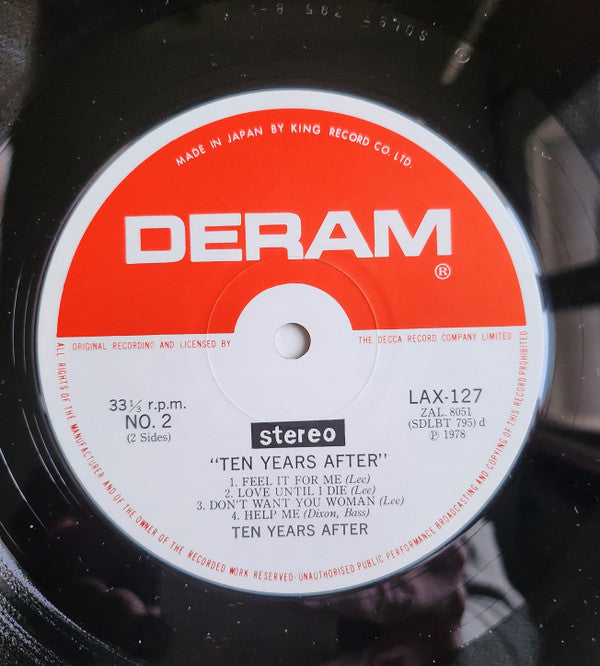 MADE IN JAPAN BY KING RECORD CO. LTD.
DERAM
®
ORIGINAL RECORDING AND LICENSED BY THE DECCA RECORD COMPANY LIMITED
33⅓ r.p.m.
NO. 2
(2 Sides)
LAX-127
ZAL. 8051
(SDLBT 795) d
℗ 1978
stereo
"TEN YEARS AFTER"
1. FEEL IT FOR ME (Lee)
2. LOVE UNTIL I DIE (Lee)
3. DON'T WANT YOU WOMAN (Lee)
4. HELP ME (Dixon, Bass)
TEN YEARS AFTER
ALL RIGHTS OF THE MANUFACTURER AND OF THE OWNER OF THE RECORDED WORK RESERVED·UNAUTHORISED PUBLIC PERFORMANCE BROADCASTING AND COPYING OF THIS RECORD PROHIBITED